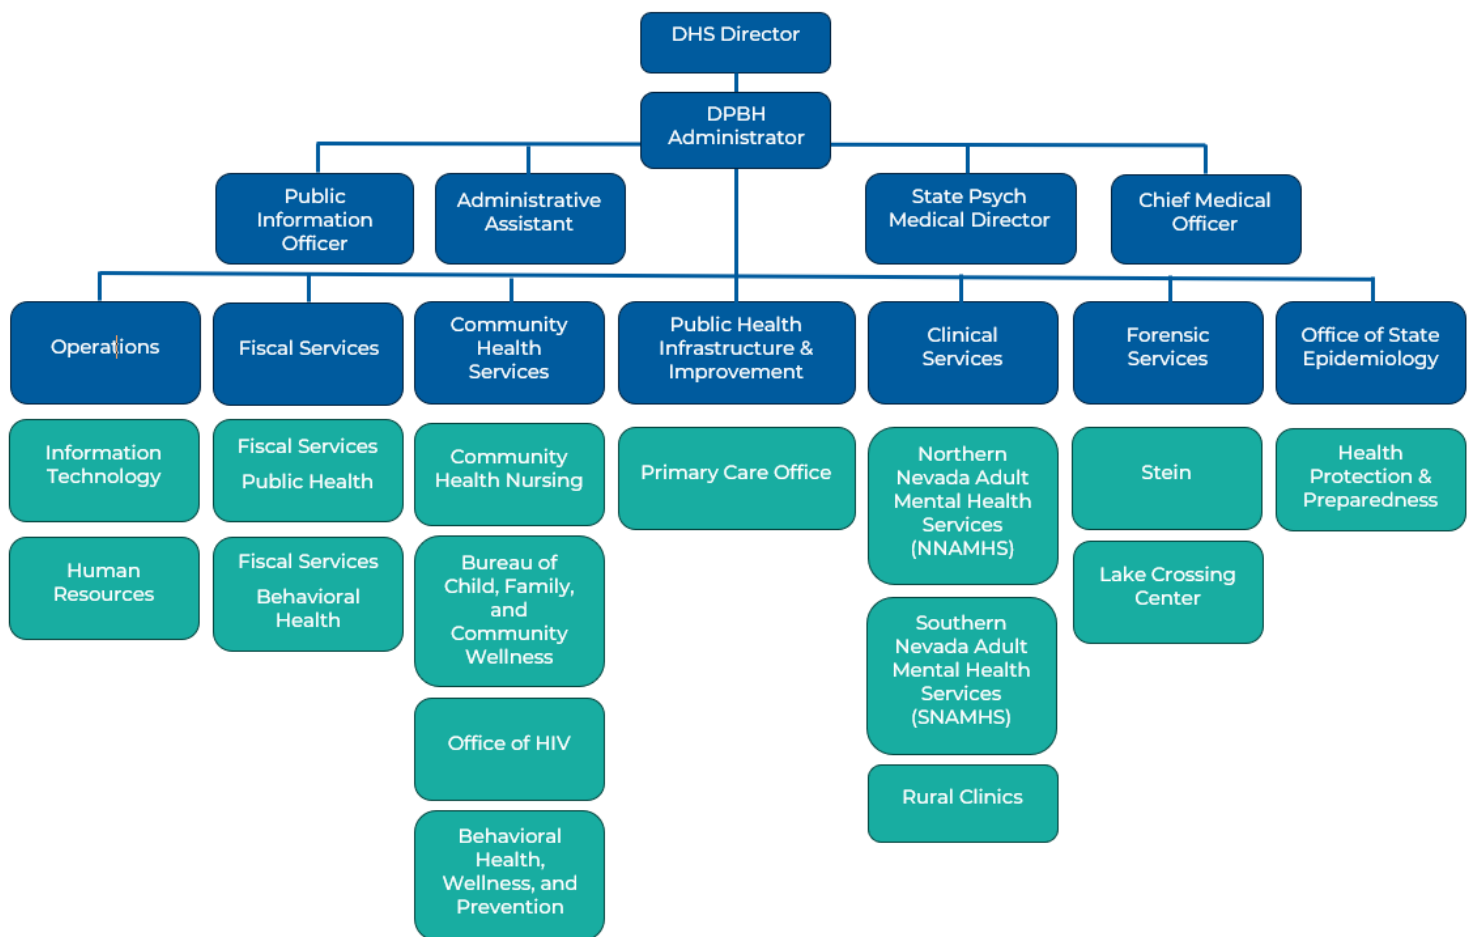 DHS Director
DPBH
Administrator
Public
Information
Officer
Administrative
Assistant
State Psych
Medical Director
Chief Medical
Officer
Operations
Fiscal Services
Community
Health
Services
Public Health
Infrastructure &
Improvement
Clinical
Services
Forensic
Services
Office of State
Epidemiology
Information
Technology
Human
Resources
Fiscal Services
Public Health
Fiscal Services
Behavioral
Health
Community
Health Nursing
Bureau of
Child, Family,
and
Community
Wellness
Office of HIV
Behavioral
Health,
Wellness, and
Prevention
Primary Care Office
Northern
Nevada Adult
Mental Health
Services
(NNAMHS)
Southern
Nevada Adult
Mental Health
Services
(SNAMHS)
Rural Clinics
Stein
Lake Crossing
Center
Health
Protection &
Preparedness